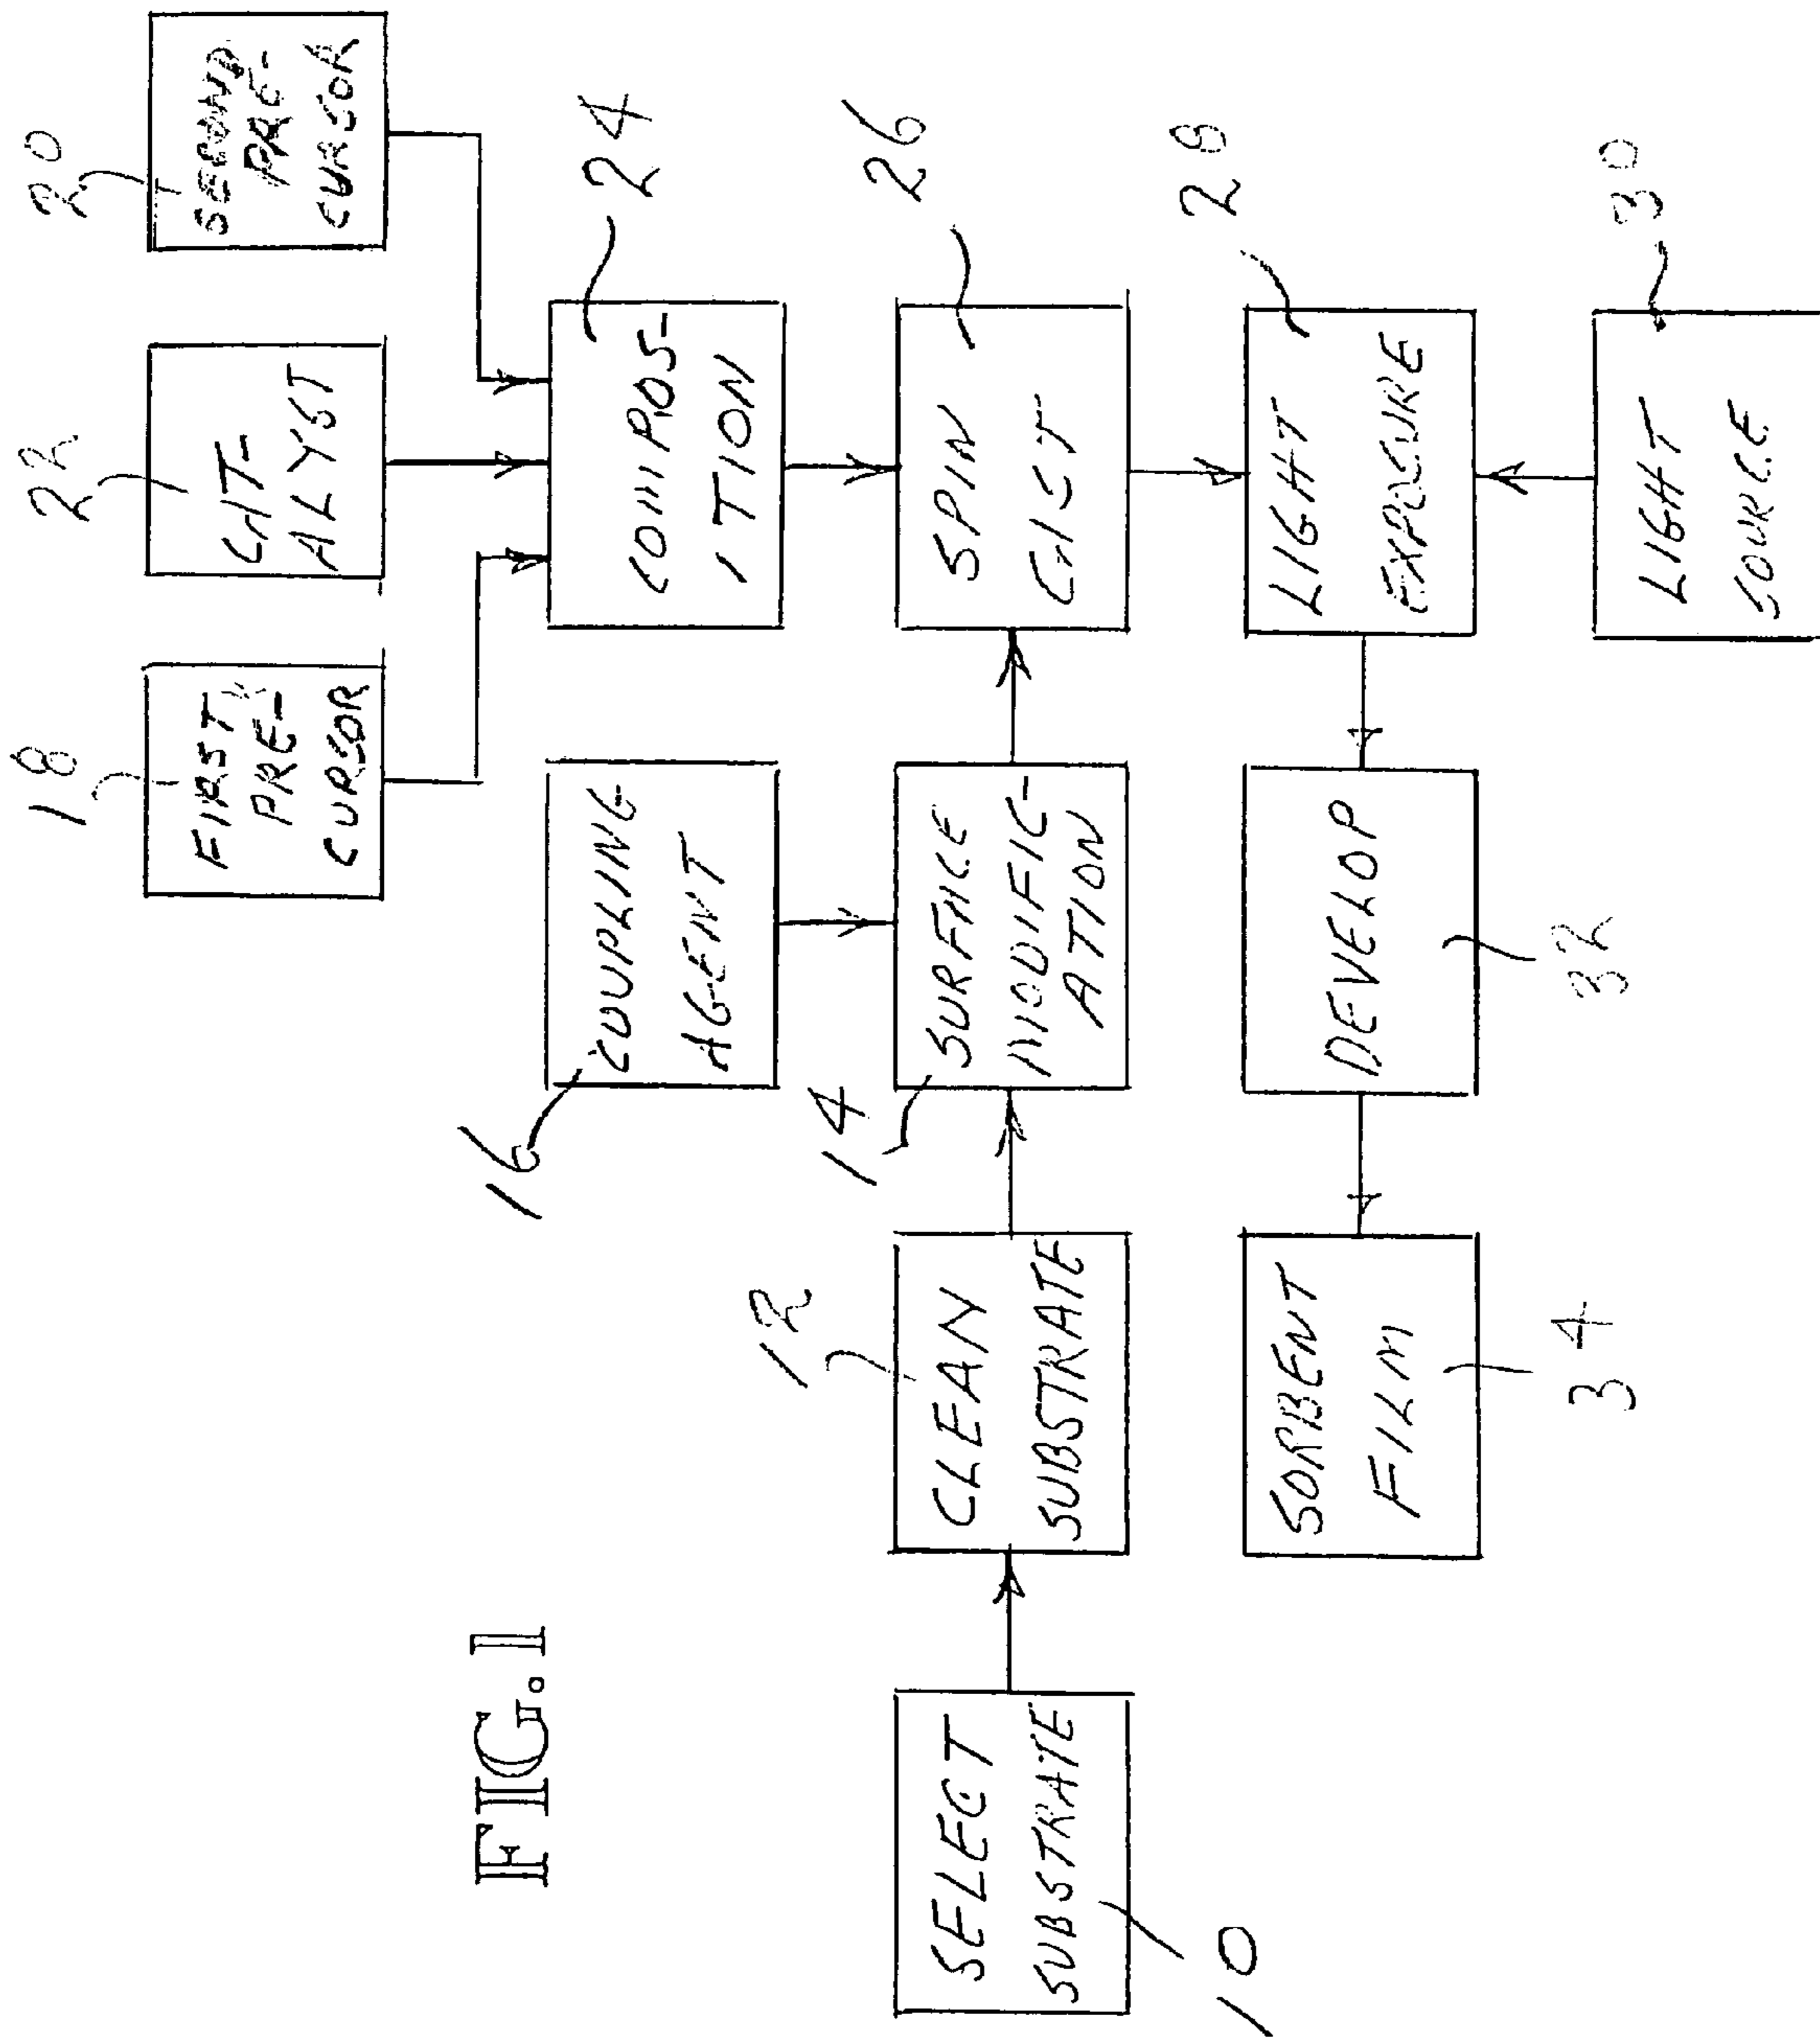 FIG.1
18
FIRST
PRE-
CURSOR
22
CAT-
ALYST
20
SECOND
PRE-
CURSOR
16
COUPLING
AGENT
24
COMPOS-
ITION
10
SELECT
SUBSTRATE
12
CLEAN
SUBSTRATE
14
SURFACE
MODIFIC-
ATION
26
SPIN
CAST
34
SORBENT
FILM
32
DEVELOP
28
LIGHT
EXPOSURE
30
LIGHT
SOURCE